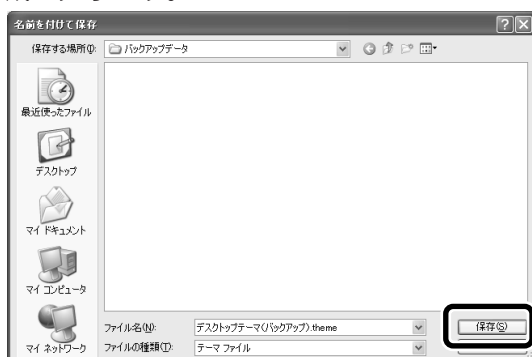 名前を付けて保存
保存する場所(I):
バックアップデータ
最近使ったファイル
デスクトップ
マイ ドキュメント
マイ コンピュータ
マイ ネットワーク
ファイル名(N):
デスクトップテーマ(バックアップ).theme
保存(S)
ファイルの種類(T):
テーマ ファイル